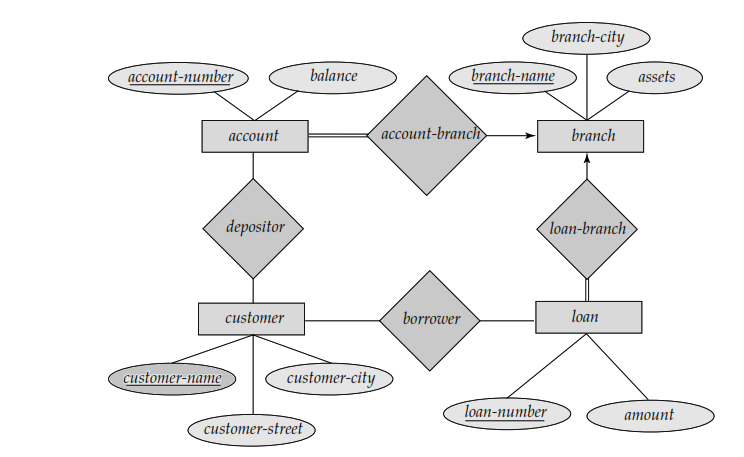 branch-city
account-number
balance
branch-name
assets
account
account-branch
branch
depositor
loan-branch
customer
borrower
loan
customer-name
customer-city
loan-number
amount
customer-street